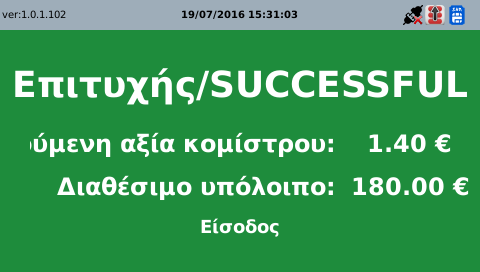 ver:1.0.1.102 19/07/2016 15:31:03
Επιτυχής/SUCCESSFUL
αξία κομίστρου: 1.40 €
Διαθέσιμο υπόλοιπο: 180.00 €
Είσοδος